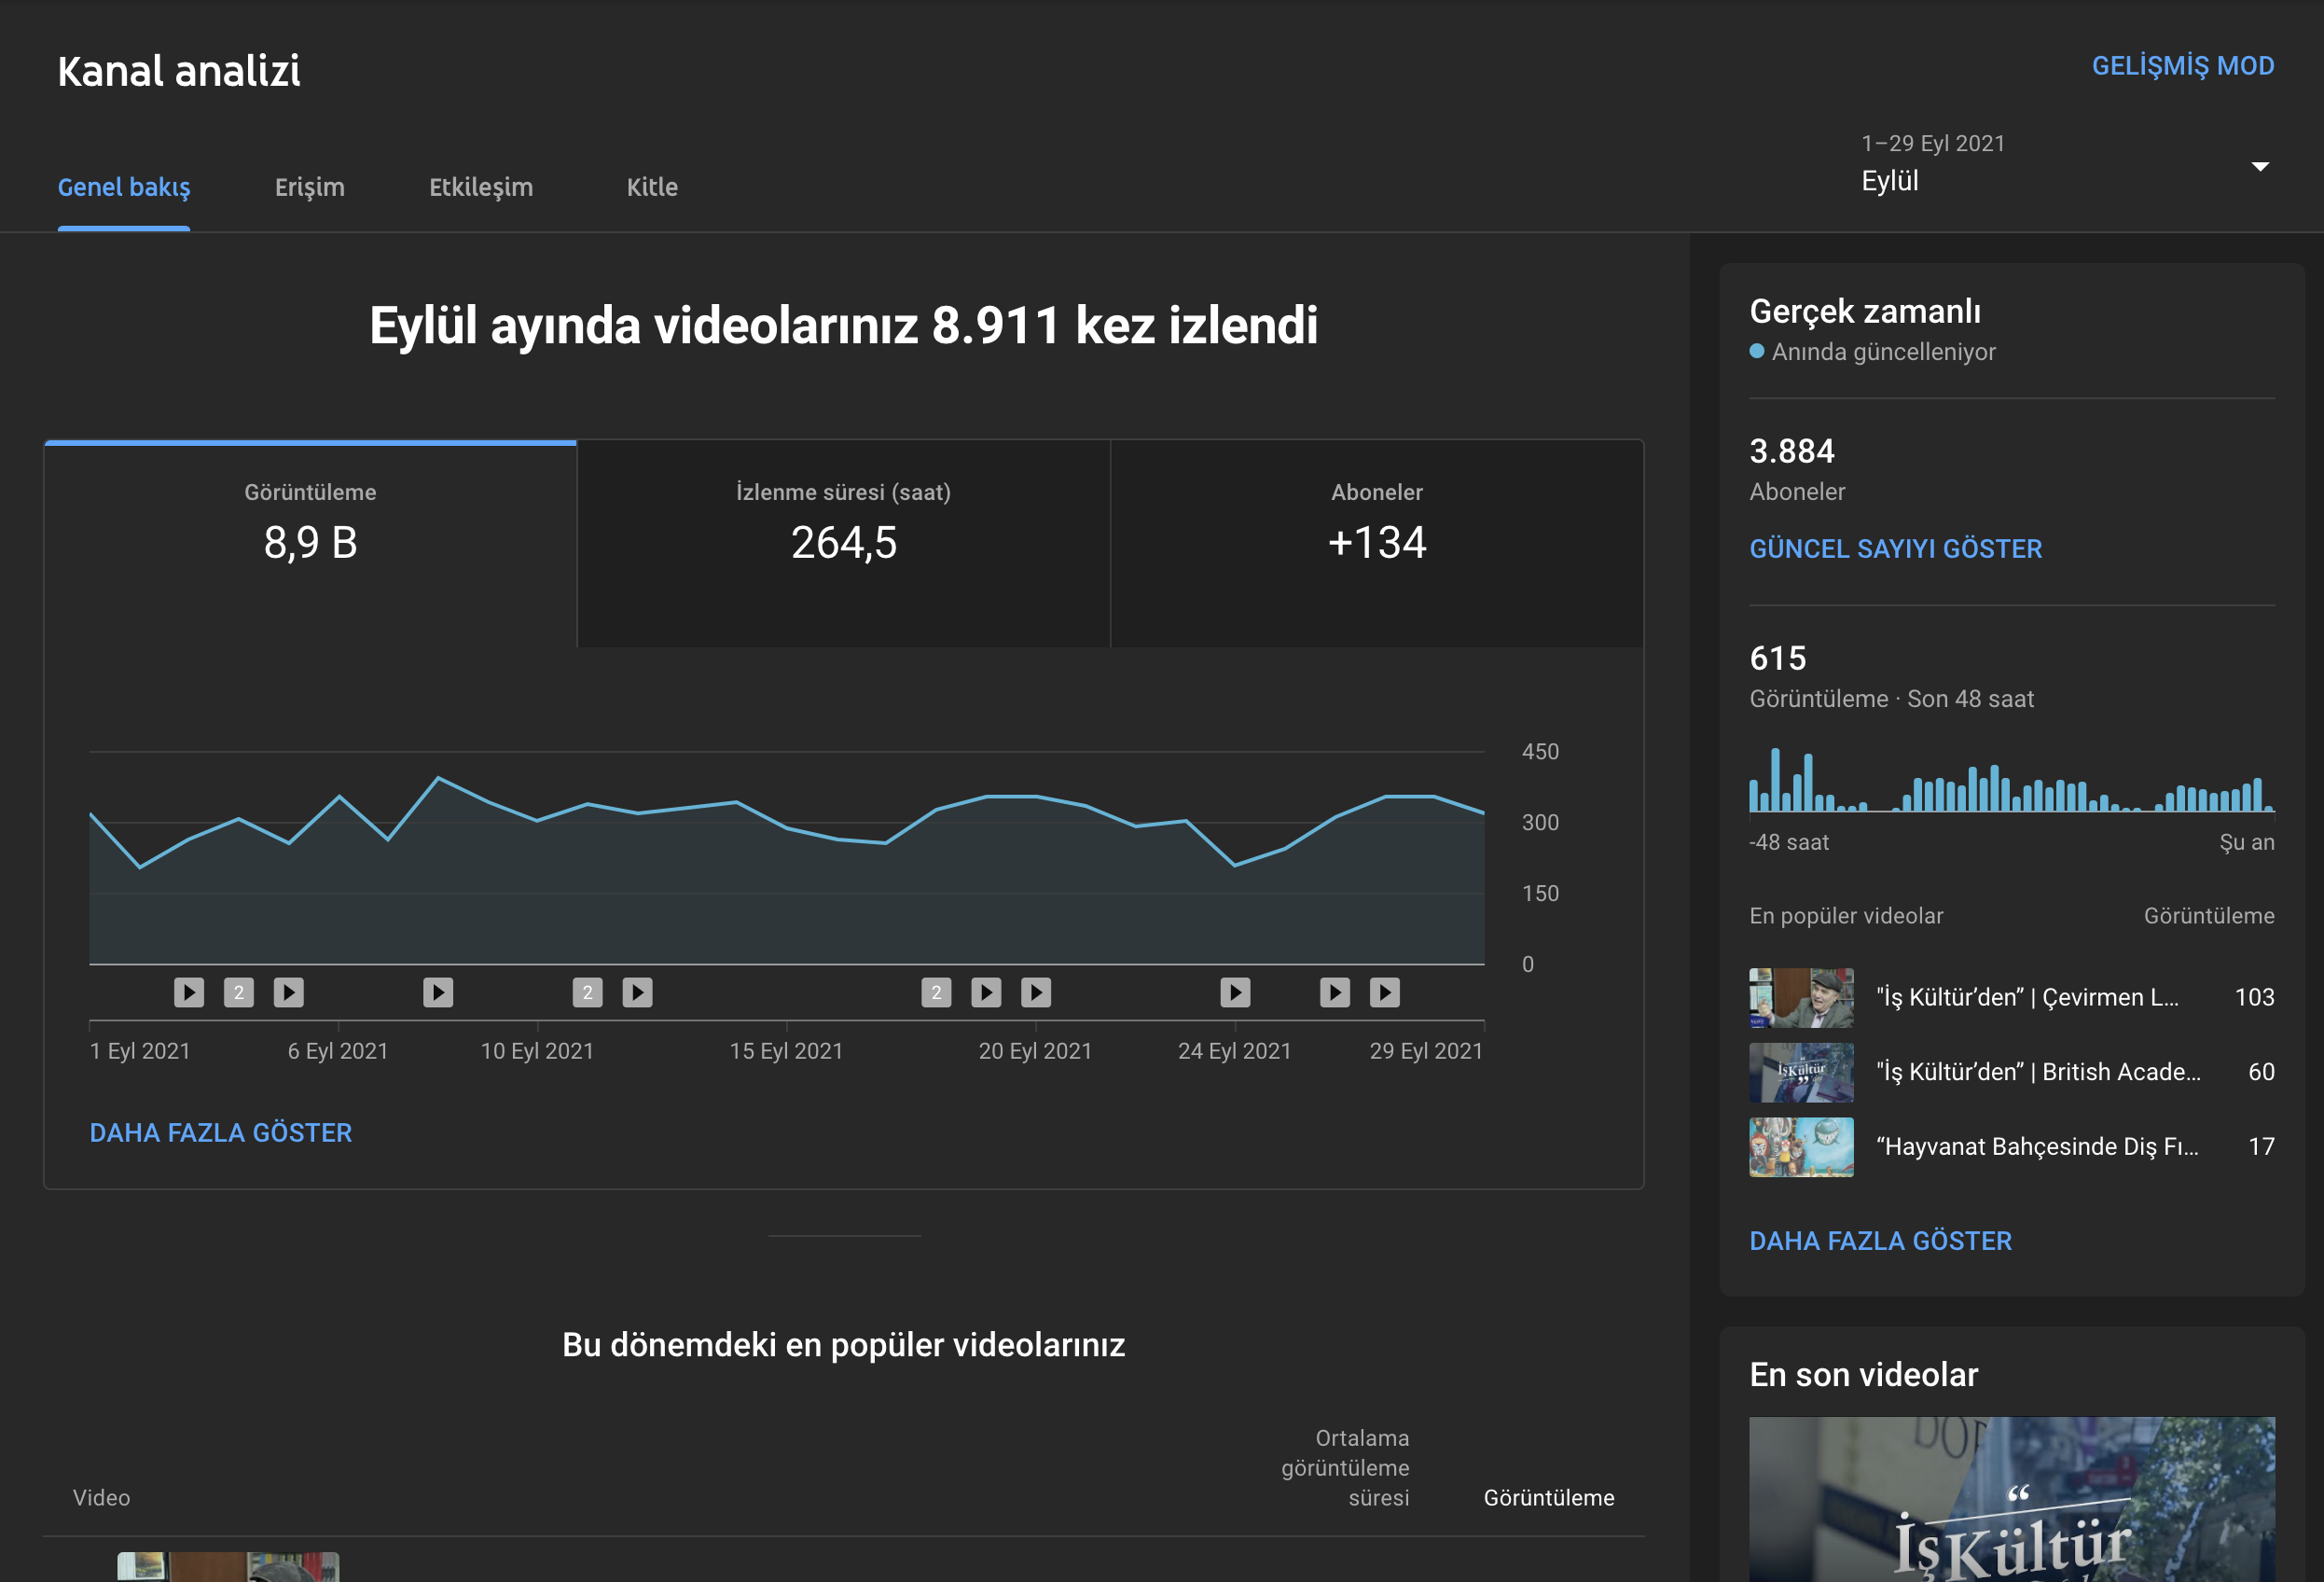 Kanal analizi
GELİŞMİŞ MOD
Genel bakış
Erişim
Etkileşim
Kitle
1–29 Eyl 2021
Eylül
Eylül ayında videolarınız 8.911 kez izlendi
Görüntüleme
8,9 B
İzlenme süresi (saat)
264,5
Aboneler
+134
450
300
150
0
2
2
2
1 Eyl 2021
6 Eyl 2021
10 Eyl 2021
15 Eyl 2021
20 Eyl 2021
24 Eyl 2021
29 Eyl 2021
DAHA FAZLA GÖSTER
Bu dönemdeki en popüler videolarınız
Video
Ortalama
görüntüleme
süresi
Görüntüleme
Gerçek zamanlı
Anında güncelleniyor
3.884
Aboneler
GÜNCEL SAYIYI GÖSTER
615
Görüntüleme · Son 48 saat
-48 saat
Şu an
En popüler videolar
Görüntüleme
"İş Kültür’den” | Çevirmen L...
103
İşKültür
"İş Kültür’den” | British Acade...
60
“Hayvanat Bahçesinde Diş Fı...
17
DAHA FAZLA GÖSTER
En son videolar
“
İşKültür